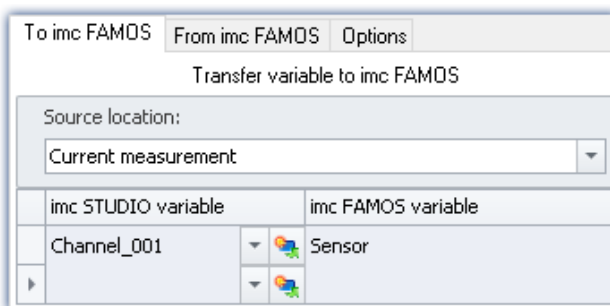 To imc FAMOS From imc FAMOS Options
Transfer variable to imc FAMOS
Source location:
Current measurement
imc STUDIO variable imc FAMOS variable
Channel_001 Sensor